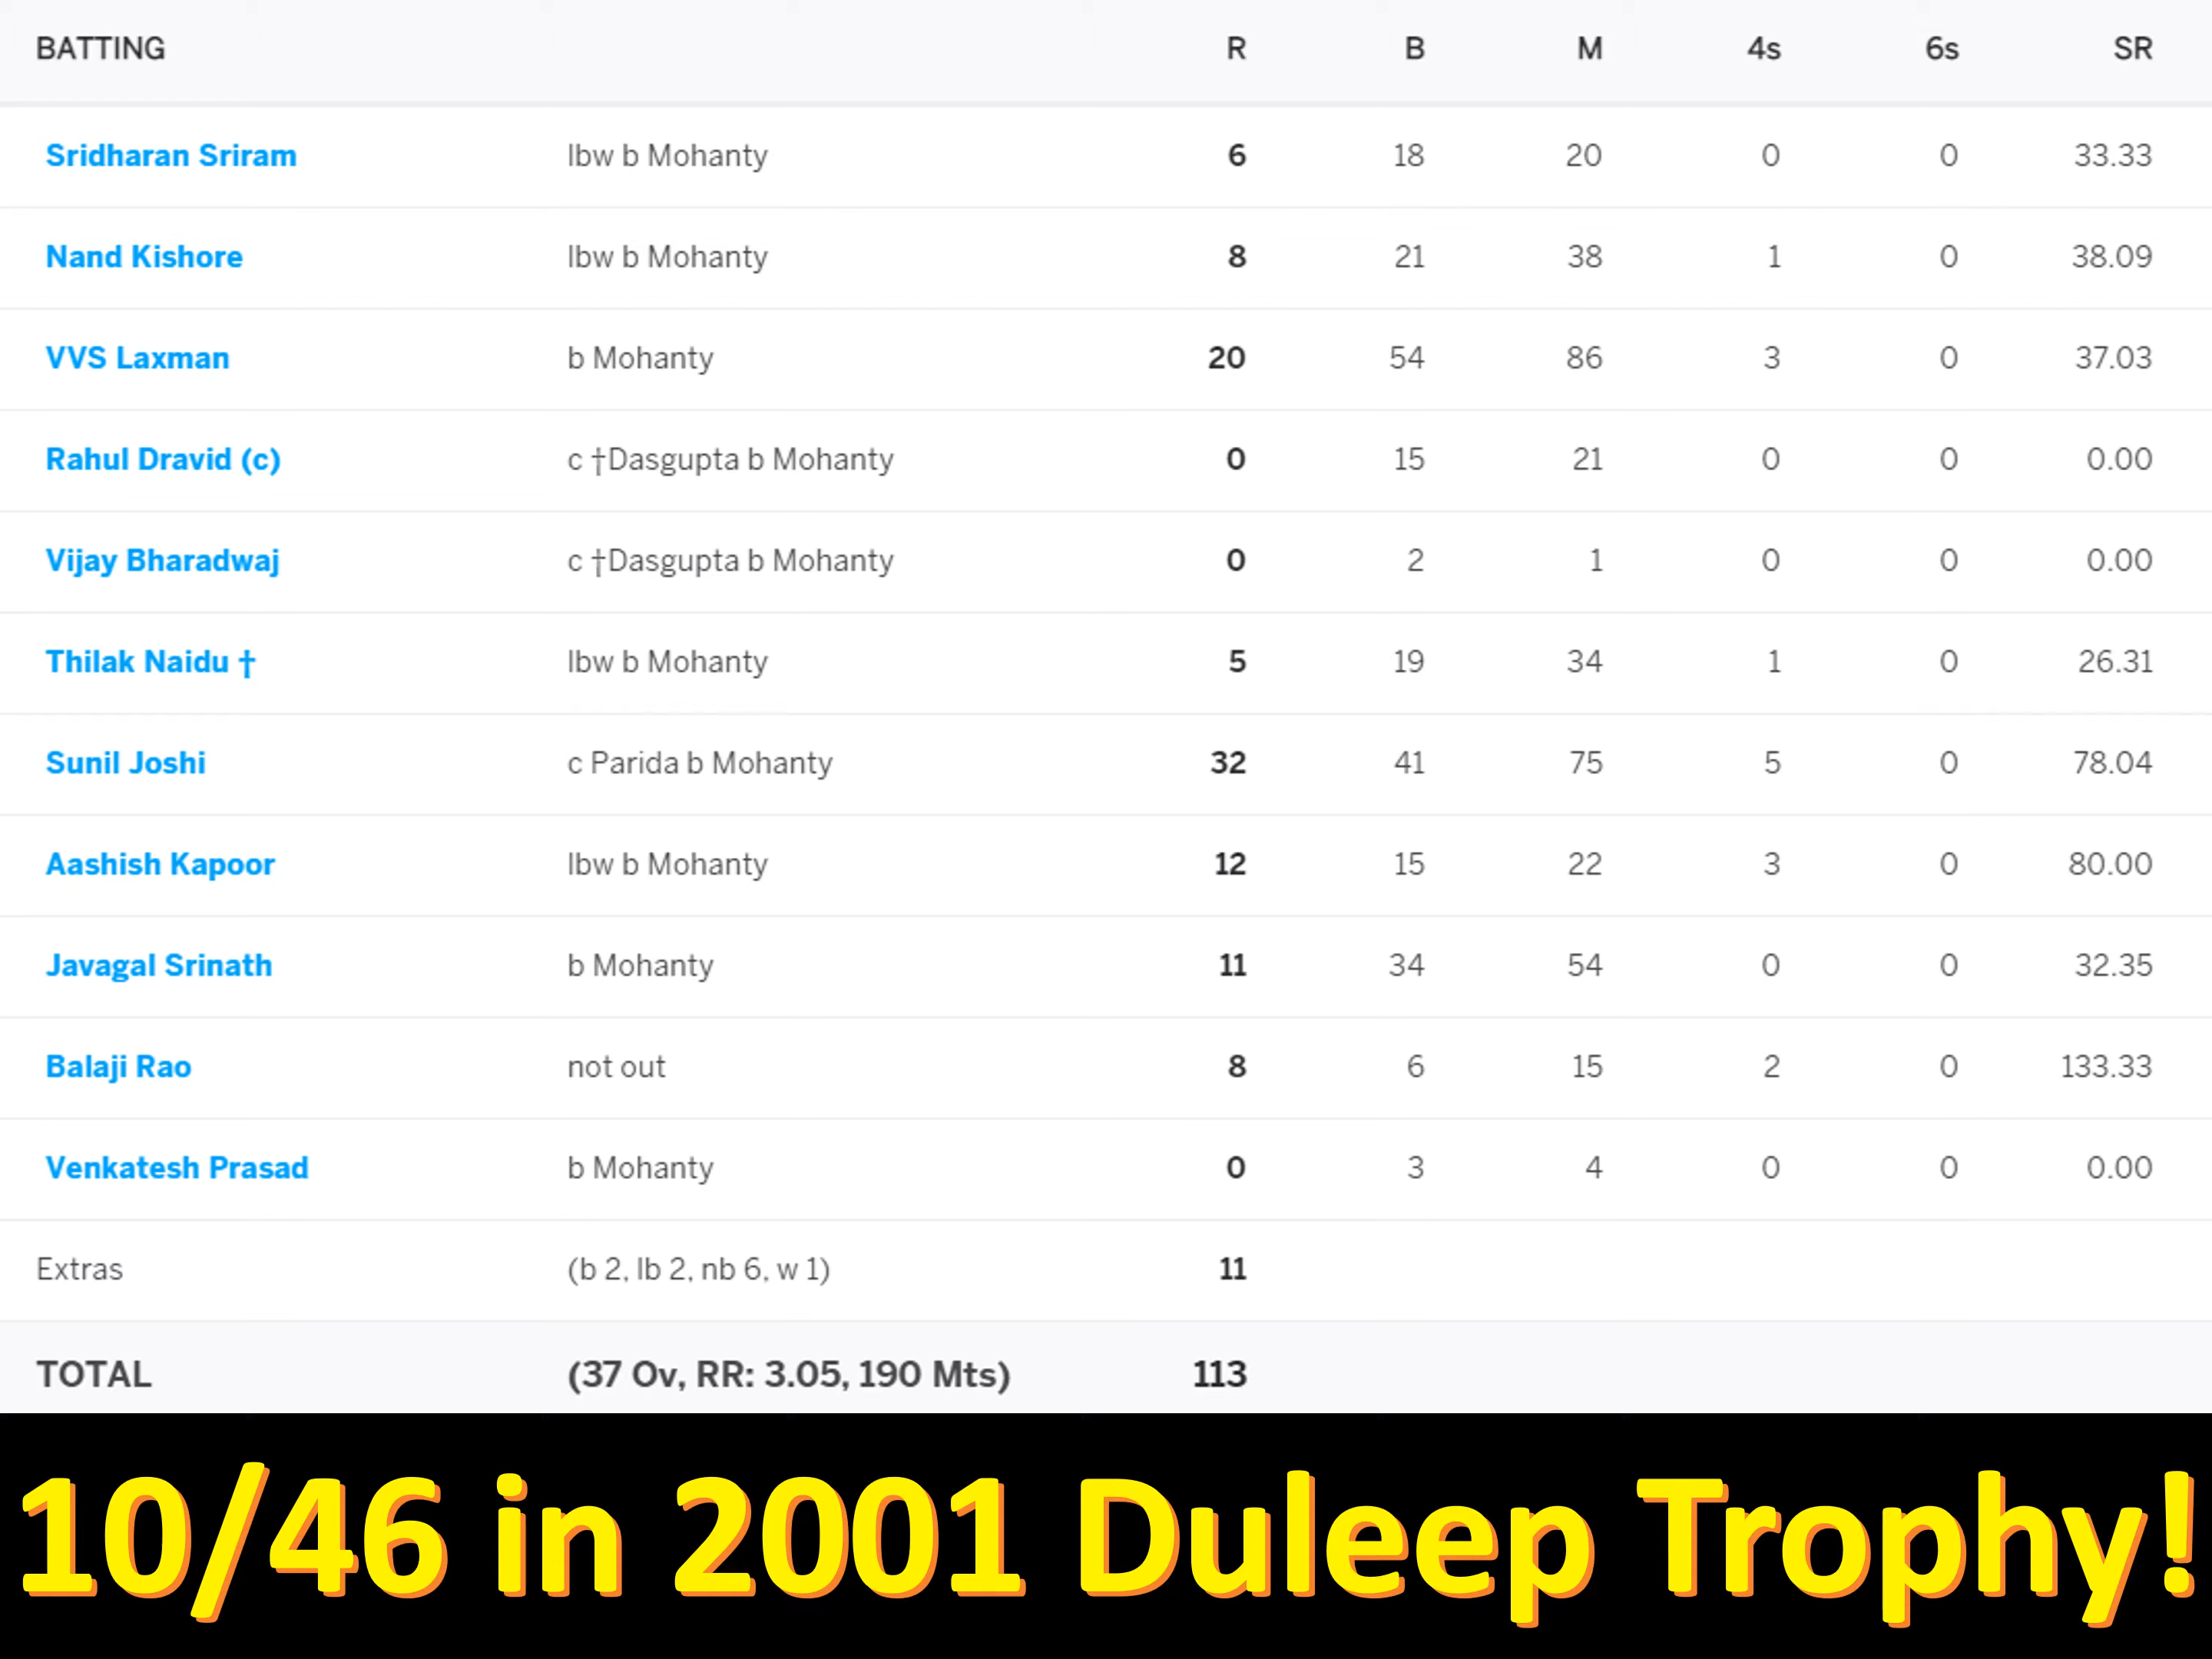 BATTING R B M 4s 6s SR
Sridharan Sriram lbw b Mohanty 6 18 20 0 0 33.33
Nand Kishore lbw b Mohanty 8 21 38 1 0 38.09
VVS Laxman b Mohanty 20 54 86 3 0 37.03
Rahul Dravid (c) c †Dasgupta b Mohanty 0 15 21 0 0 0.00
Vijay Bharadwaj c †Dasgupta b Mohanty 0 2 1 0 0 0.00
Thilak Naidu † lbw b Mohanty 5 19 34 1 0 26.31
Sunil Joshi c Parida b Mohanty 32 41 75 5 0 78.04
Aashish Kapoor lbw b Mohanty 12 15 22 3 0 80.00
Javagal Srinath b Mohanty 11 34 54 0 0 32.35
Balaji Rao not out 8 6 15 2 0 133.33
Venkatesh Prasad b Mohanty 0 3 4 0 0 0.00
Extras (b 2, lb 2, nb 6, w 1) 11
TOTAL (37 Ov, RR: 3.05, 190 Mts) 113
10/46 in 2001 Duleep Trophy!